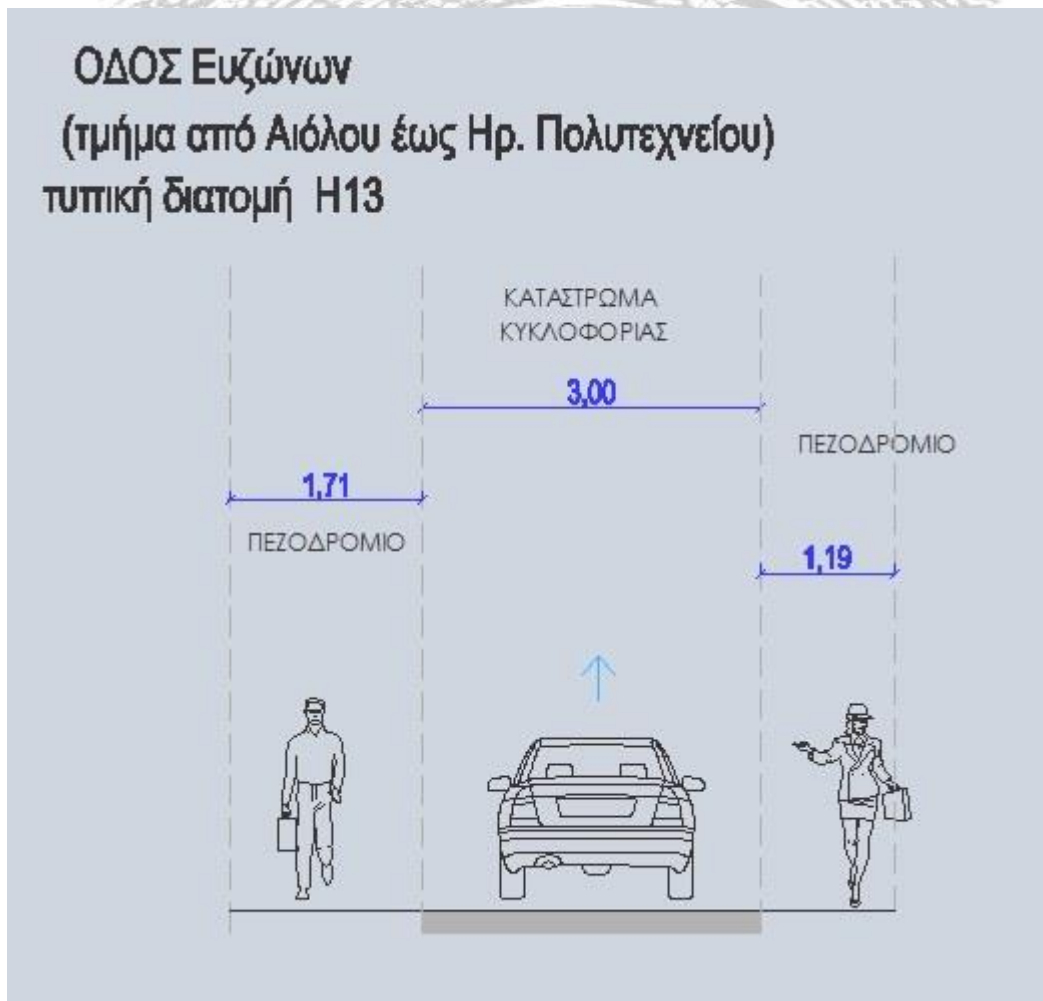 ΟΔΟΣ Ευζώνων
(τμήμα από Αιόλου έως Ηρ. Πολυτεχνείου)
τυπική διατομή Η13
ΚΑΤΑΣΤΡΩΜΑ
ΚΥΚΛΟΦΟΡΙΑΣ
3,00
ΠΕΖΟΔΡΟΜΙΟ
1,71
ΠΕΖΟΔΡΟΜΙΟ
1,19